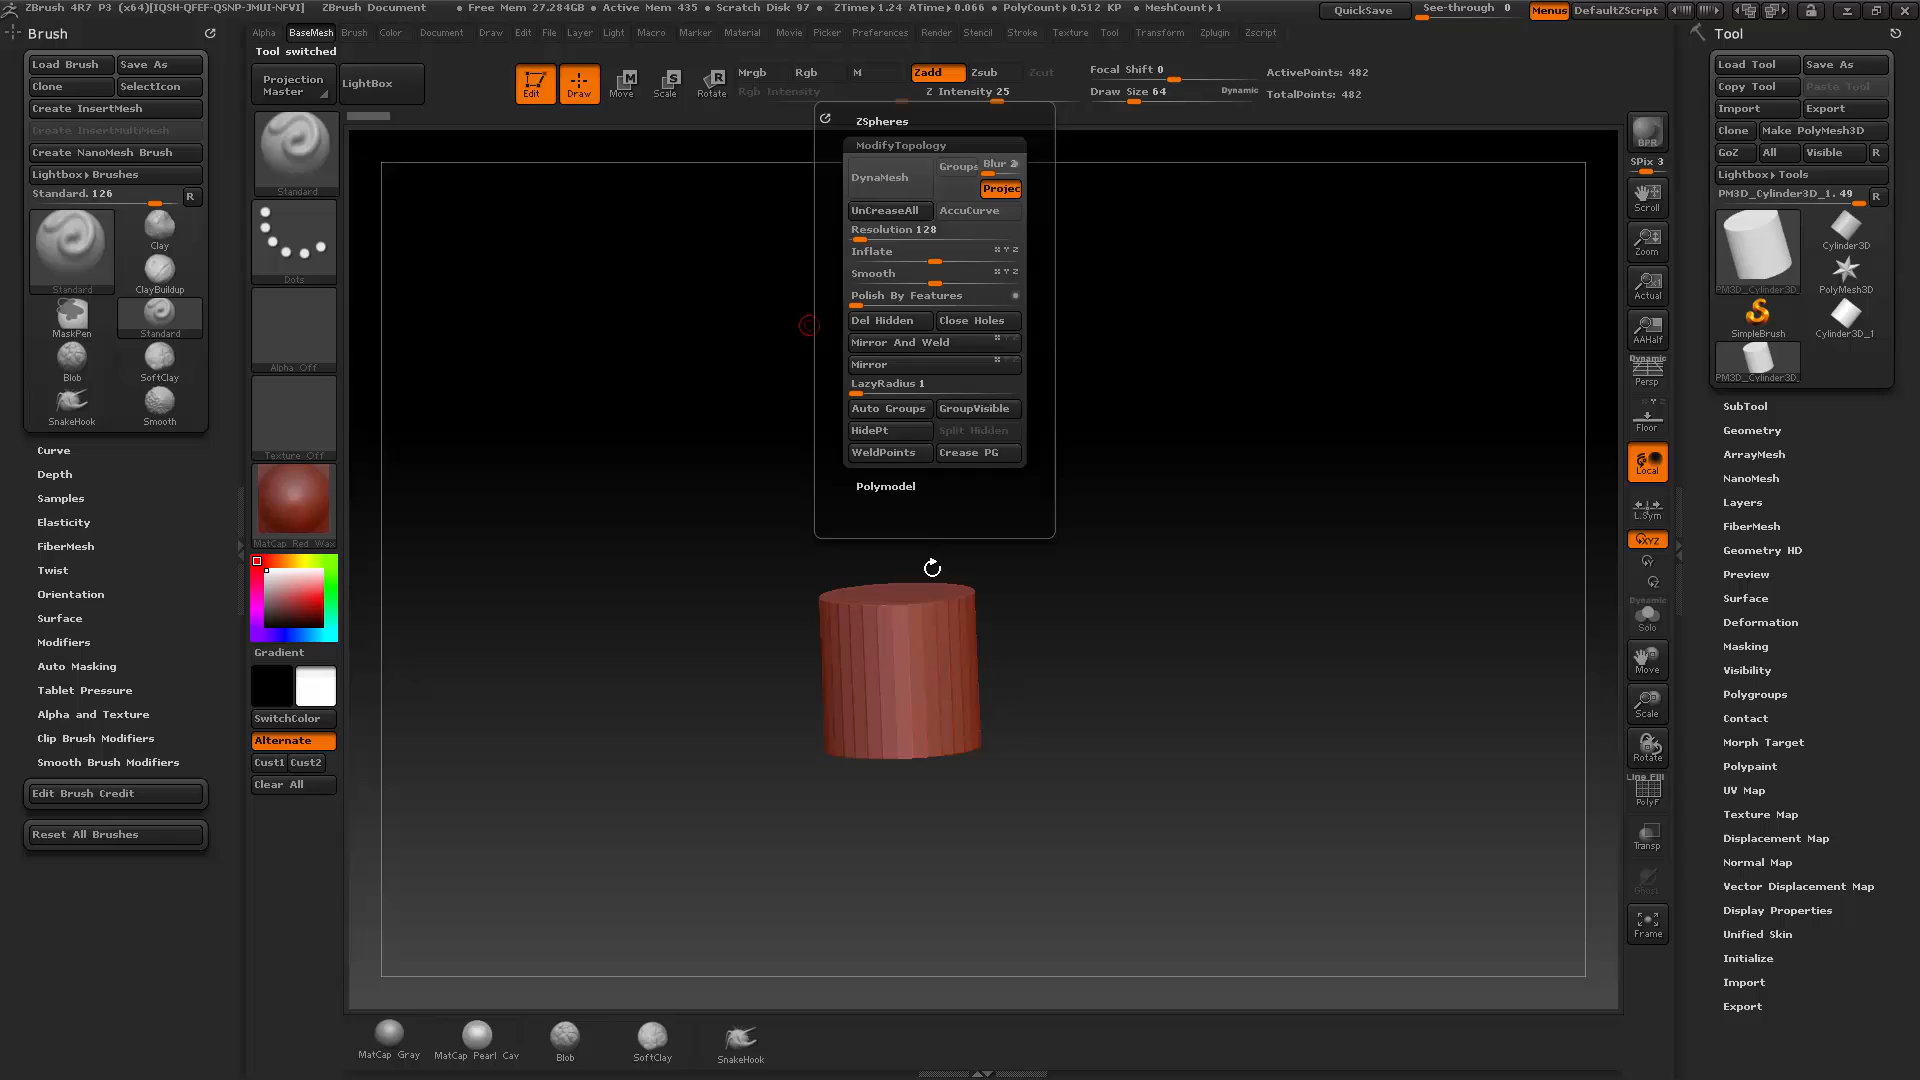 ZBrush 4R7 P3 (x64)[IQSH-QFEF-QSNP-JMUI-NFVI] ZBrush Document • Free Mem 27.284GB • Active Mem 435 • Scratch Disk 97 • ZTime▸1.24 ATime▸0.066 • PolyCount▸0.512 KP • MeshCount▸1 QuickSave See-through 0 Menus DefaultZScript
Alpha BaseMesh Brush Color Document Draw Edit File Layer Light Macro Marker Material Movie Picker Preferences Render Stencil Stroke Texture Tool Transform Zplugin Zscript
Tool switched
Brush
Load Brush Save As
Clone SelectIcon
Create InsertMesh
Create InsertMultiMesh
Create NanoMesh Brush
Lightbox▸Brushes
Standard. 126 R
Standard
Clay
ClayBuildup
MaskPen Standard
Blob SoftClay
SnakeHook Smooth
Curve
Depth
Samples
Elasticity
FiberMesh
Twist
Orientation
Surface
Modifiers
Auto Masking
Tablet Pressure
Alpha and Texture
Clip Brush Modifiers
Smooth Brush Modifiers
Edit Brush Credit
Reset All Brushes
Projection Master
LightBox
Standard
Dots
Alpha Off
Texture Off
MatCap Red Wax
Gradient
SwitchColor
Alternate
Cust1 Cust2
Clear All
Edit Draw Move Scale Rotate
M S R
Mrgb Rgb M
Rgb Intensity
Zadd Zsub Zcut
Z Intensity 25
Focal Shift 0
Draw Size 64 Dynamic
ActivePoints: 482
TotalPoints: 482
ZSpheres
ModifyTopology
DynaMesh Groups Blur 2
Projec
UnCreaseAll AccuCurve
Resolution 128
Inflate X Y Z
Smooth X Y Z
Polish By Features
Del Hidden Close Holes
Mirror And Weld X
Mirror X
LazyRadius 1
Auto Groups GroupVisible
HidePt Split Hidden
WeldPoints Crease PG
Polymodel
BPR
SPix 3
Scroll
Zoom
Actual
AAHalf
Dynamic
Persp
X Y Z
Floor
Local
L.Sym
XYZ
Y
Z
Dynamic
Solo
Move
Scale
Rotate
Line Fill
PolyF
Transp
Ghost
Frame
Tool
Load Tool Save As
Copy Tool Paste Tool
Import Export
Clone Make PolyMesh3D
GoZ All Visible R
Lightbox▸Tools
PM3D_Cylinder3D_1. 49 R
PM3D_Cylinder3D_
Cylinder3D
PolyMesh3D
SimpleBrush Cylinder3D_1
PM3D_Cylinder3D_
SubTool
Geometry
ArrayMesh
NanoMesh
Layers
FiberMesh
Geometry HD
Preview
Surface
Deformation
Masking
Visibility
Polygroups
Contact
Morph Target
Polypaint
UV Map
Texture Map
Displacement Map
Normal Map
Vector Displacement Map
Display Properties
Unified Skin
Initialize
Import
Export
MatCap Gray MatCap Pearl Cav Blob SoftClay SnakeHook